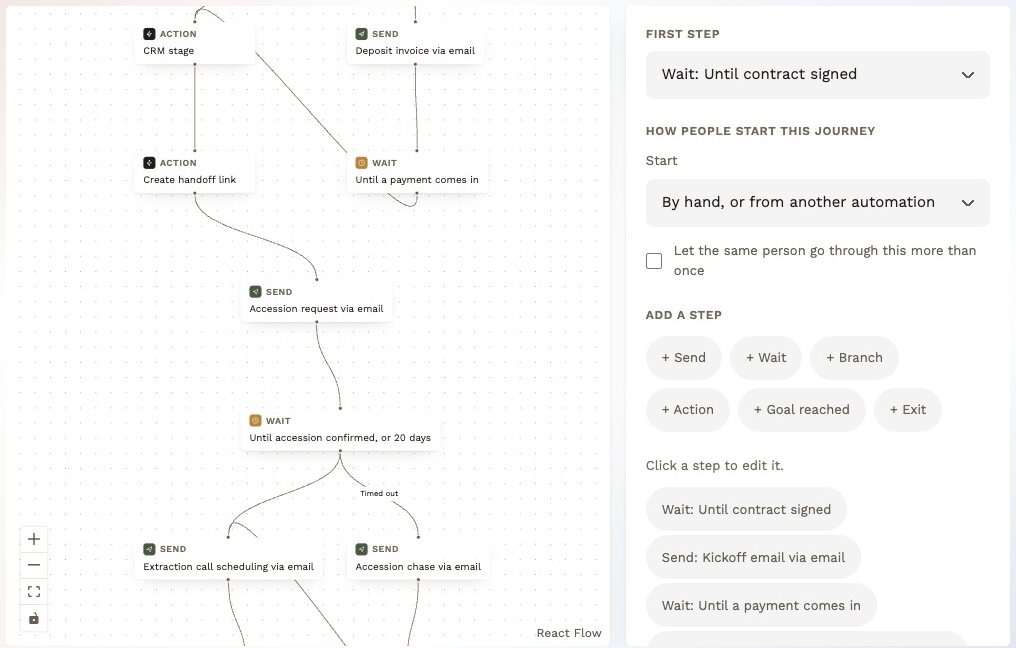 ACTION
CRM stage
SEND
Deposit invoice via email
ACTION
Create handoff link
WAIT
Until a payment comes in
SEND
Accession request via email
WAIT
Until accession confirmed, or 20 days
Timed out
SEND
Extraction call scheduling via email
SEND
Accession chase via email
React Flow
FIRST STEP
Wait: Until contract signed
HOW PEOPLE START THIS JOURNEY
Start
By hand, or from another automation
Let the same person go through this more than
once
ADD A STEP
+ Send
+ Wait
+ Branch
+ Action
+ Goal reached
+ Exit
Click a step to edit it.
Wait: Until contract signed
Send: Kickoff email via email
Wait: Until a payment comes in